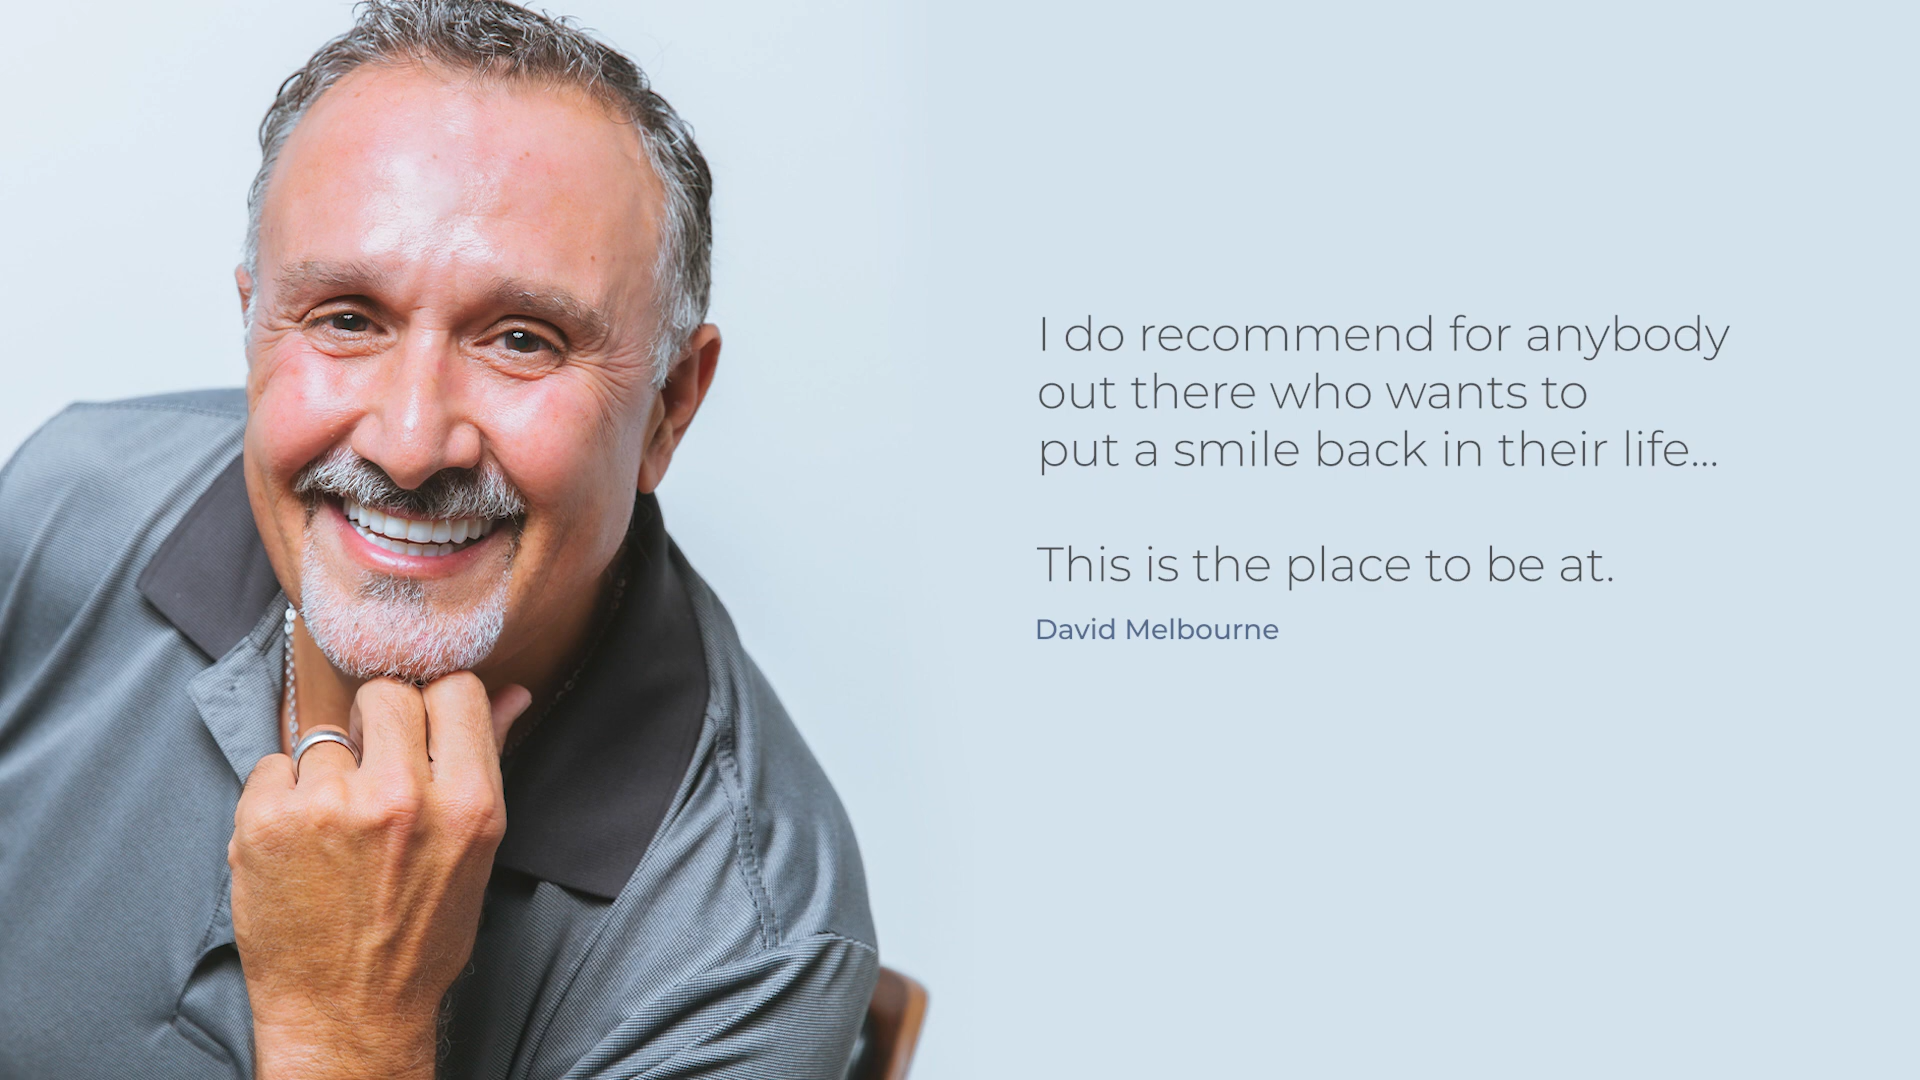 I do recommend for anybody
out there who wants to
put a smile back in their life...
This is the place to be at.
David Melbourne